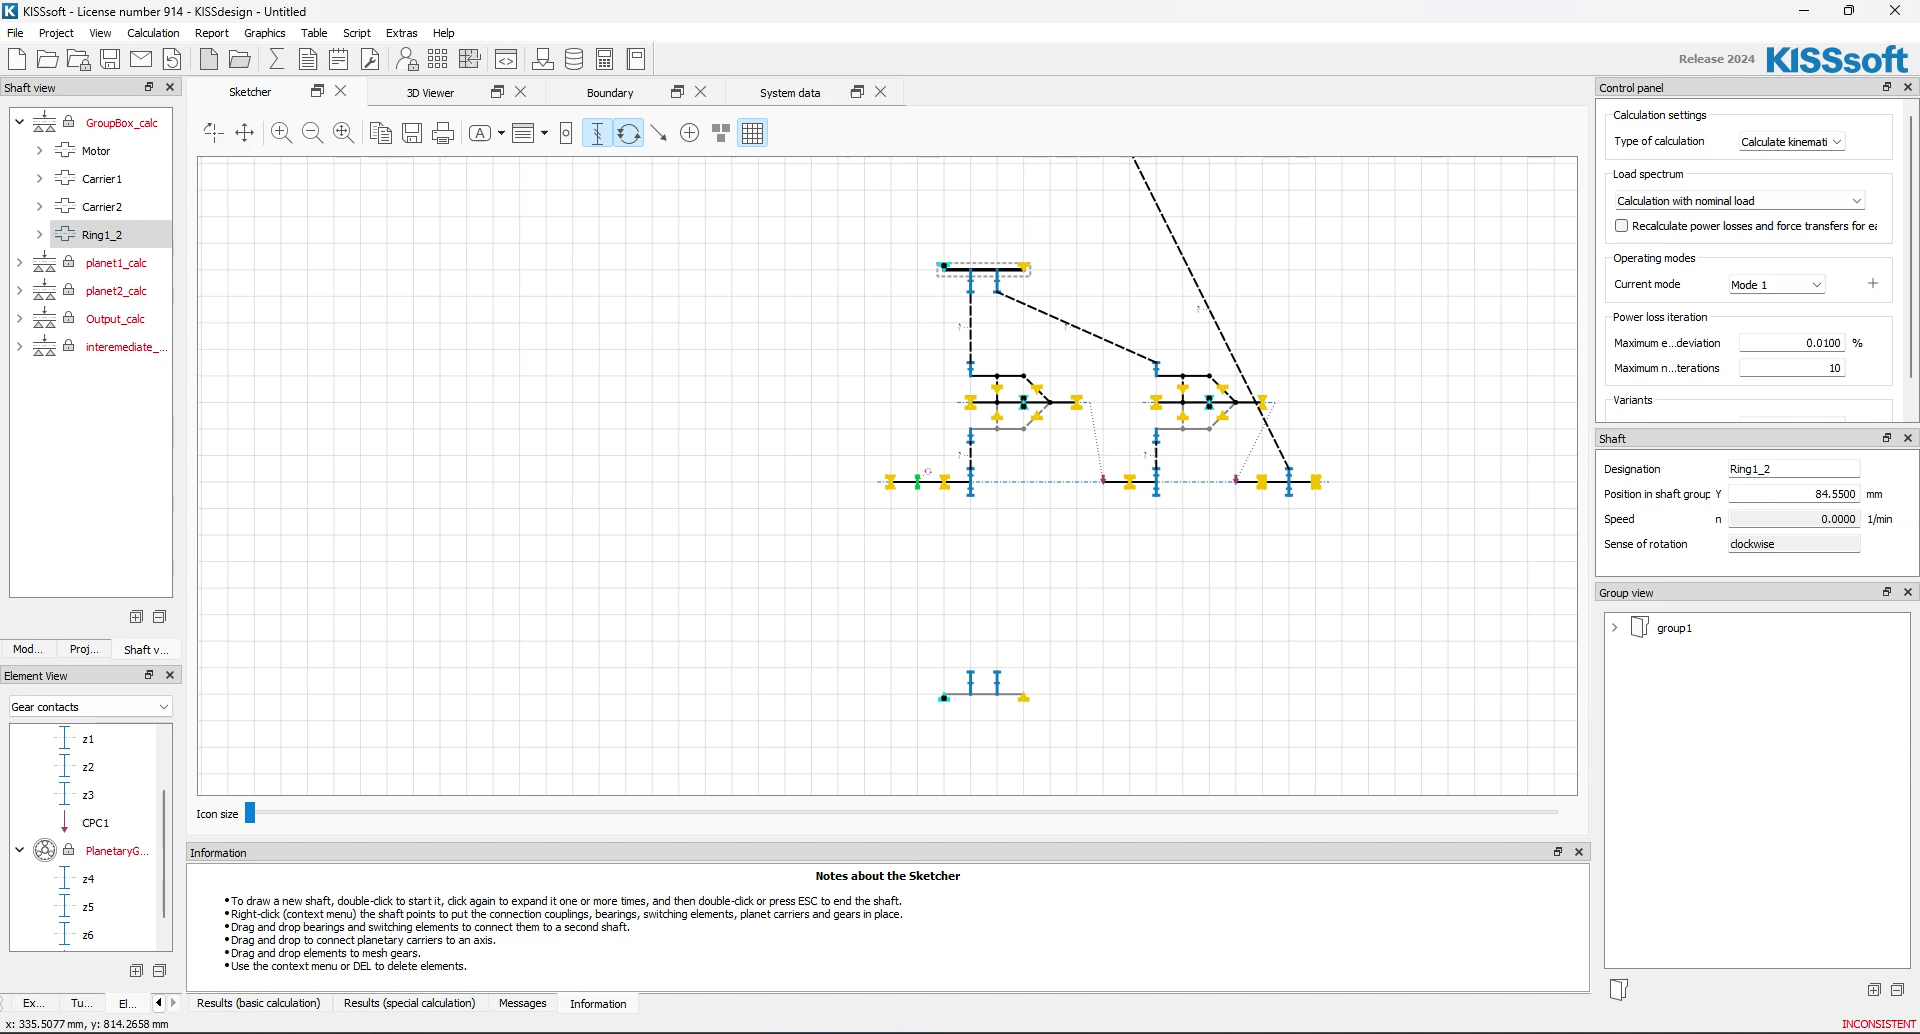 KISSsoft - License number 914 - KISSdesign - Untitled
File Project View Calculation Report Graphics Table Script Extras Help
Release 2024 KISSsoft
Shaft view
GroupBox_calc
Motor
Carrier1
Carrier2
Ring1_2
planet1_calc
planet2_calc
Output_calc
interemediate_...
Mod... Proj... Shaft v...
Element View
Gear contacts
z1
z2
z3
CPC1
PlanetaryG...
z4
z5
z6
Ex... Tu... El...
x: 335.5077 mm, y: 814.2658 mm
Sketcher 3D Viewer Boundary System data
A
Icon size
Information
Notes about the Sketcher
•To draw a new shaft, double-click to start it, click again to expand it one or more times, and then double-click or press ESC to end the shaft.
•Right-click (context menu) the shaft points to put the connection couplings, bearings, switching elements, planet carriers and gears in place.
•Drag and drop bearings and switching elements to connect them to a second shaft.
•Drag and drop to connect planetary carriers to an axis.
•Drag and drop elements to mesh gears.
•Use the context menu or DEL to delete elements.
Results (basic calculation) Results (special calculation) Messages Information
Control panel
Calculation settings
Type of calculation Calculate kinemati
Load spectrum
Calculation with nominal load
Recalculate power losses and force transfers for ea
Operating modes
Current mode Mode 1
Power loss iteration
Maximum e...deviation 0.0100 %
Maximum n...terations 10
Variants
Shaft
Designation Ring1_2
Position in shaft group Y 84.5500 mm
Speed n 0.0000 1/min
Sense of rotation clockwise
Group view
group1
INCONSISTENT